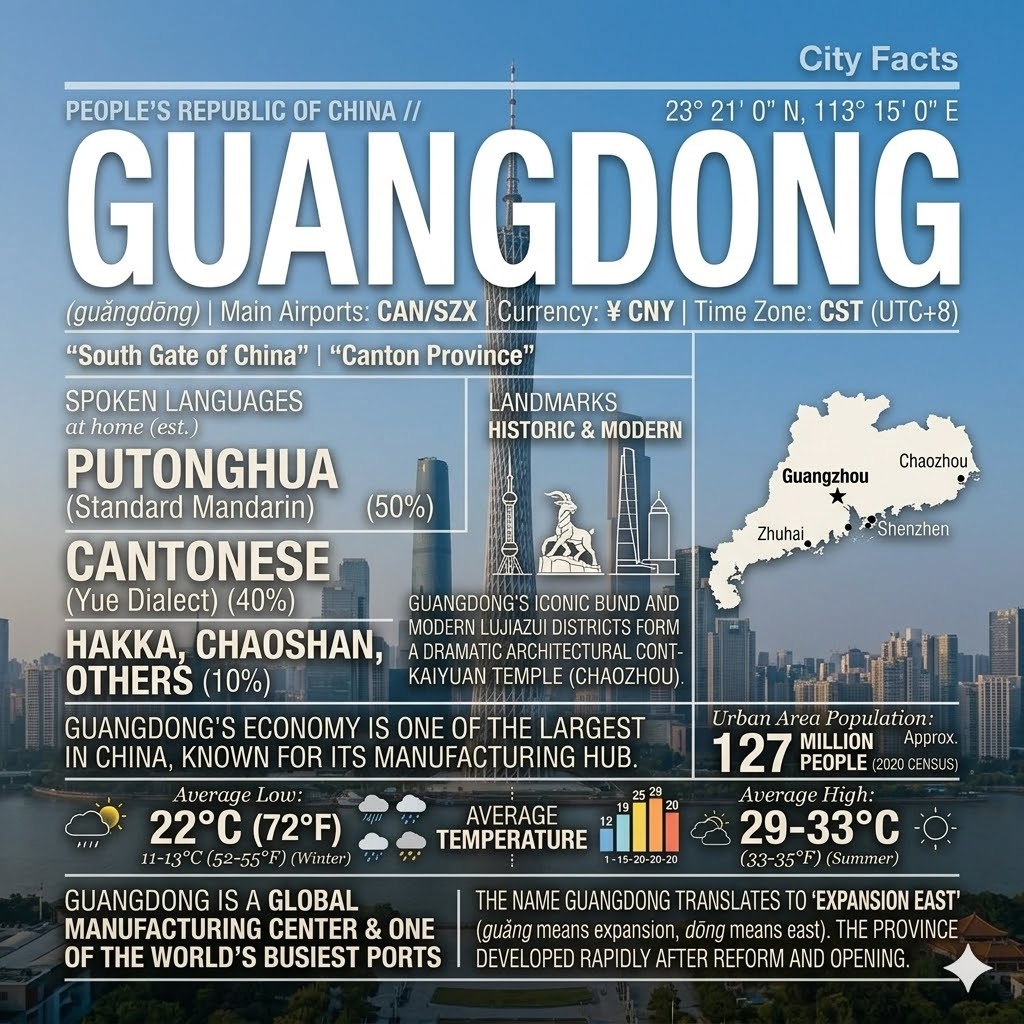 City Facts
PEOPLE'S REPUBLIC OF CHINA //
23° 21' 0" N, 113° 15' 0" E
GUANGDONG
(guǎngdōng) | Main Airports: CAN/SZX | Currency: ¥ CNY | Time Zone: CST (UTC+8)
“South Gate of China” | “Canton Province”
SPOKEN LANGUAGES
at home (est.)
PUTONGHUA
(Standard Mandarin) (50%)
CANTONESE
(Yue Dialect) (40%)
HAKKA, CHAOSHAN,
OTHERS (10%)
LANDMARKS
HISTORIC & MODERN
GUANGDONG'S ICONIC BUND AND
MODERN LUJIAZUI DISTRICTS FORM
A DRAMATIC ARCHITECTURAL CONT-
KAIYUAN TEMPLE (CHAOZHOU).
Chaozhou
Guangzhou
Shenzhen
Zhuhai
GUANGDONG'S ECONOMY IS ONE OF THE LARGEST
IN CHINA, KNOWN FOR ITS MANUFACTURING HUB.
Urban Area Population:
127 MILLION Approx.
PEOPLE (2020 CENSUS)
Average Low:
22°C (72°F)
11-13°C (52-55°F) (Winter)
AVERAGE
TEMPERATURE
12 19 25 29 20
1-15-20-20-20
Average High:
29-33°C
(33-35°F) (Summer)
GUANGDONG IS A GLOBAL
MANUFACTURING CENTER & ONE
OF THE WORLD'S BUSIEST PORTS
THE NAME GUANGDONG TRANSLATES TO ‘EXPANSION EAST’
(guǎng means expansion, dōng means east). THE PROVINCE
DEVELOPED RAPIDLY AFTER REFORM AND OPENING.